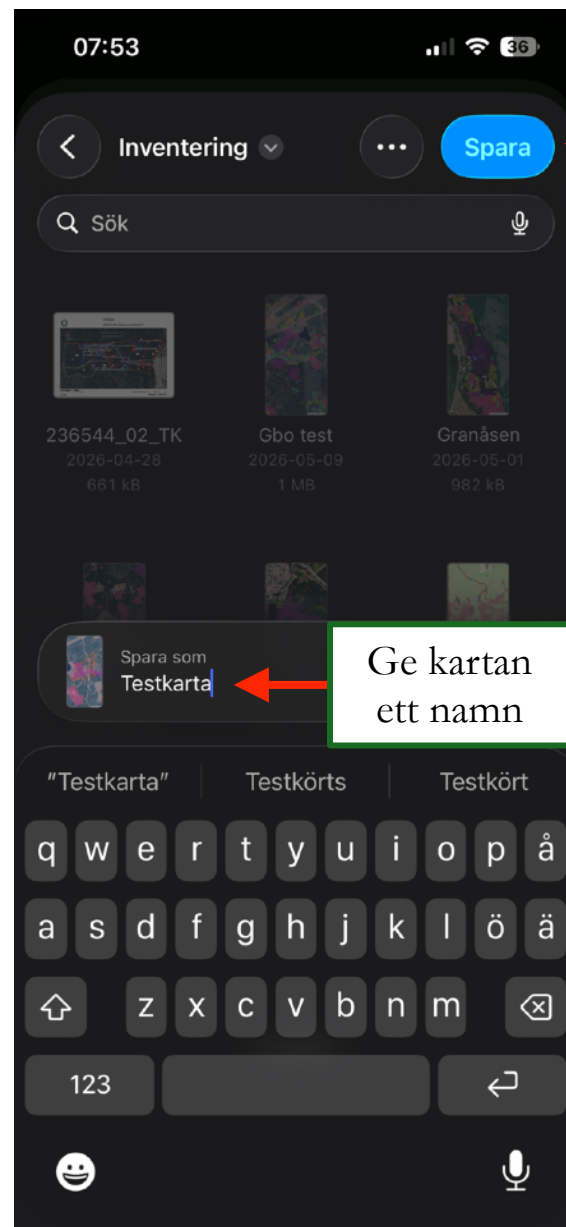 07:53
36
Inventering
Spara
Sök
236544_02_TK
2026-04-28
661 kB
Gbo test
2026-05-09
1 MB
Granåsen
2026-05-01
982 kB
Spara som
Testkarta
Ge kartan
ett namn
"Testkarta" Testkörts Testkört
q w e r t y u i o p å
a s d f g h j k l ö ä
z x c v b n m
123